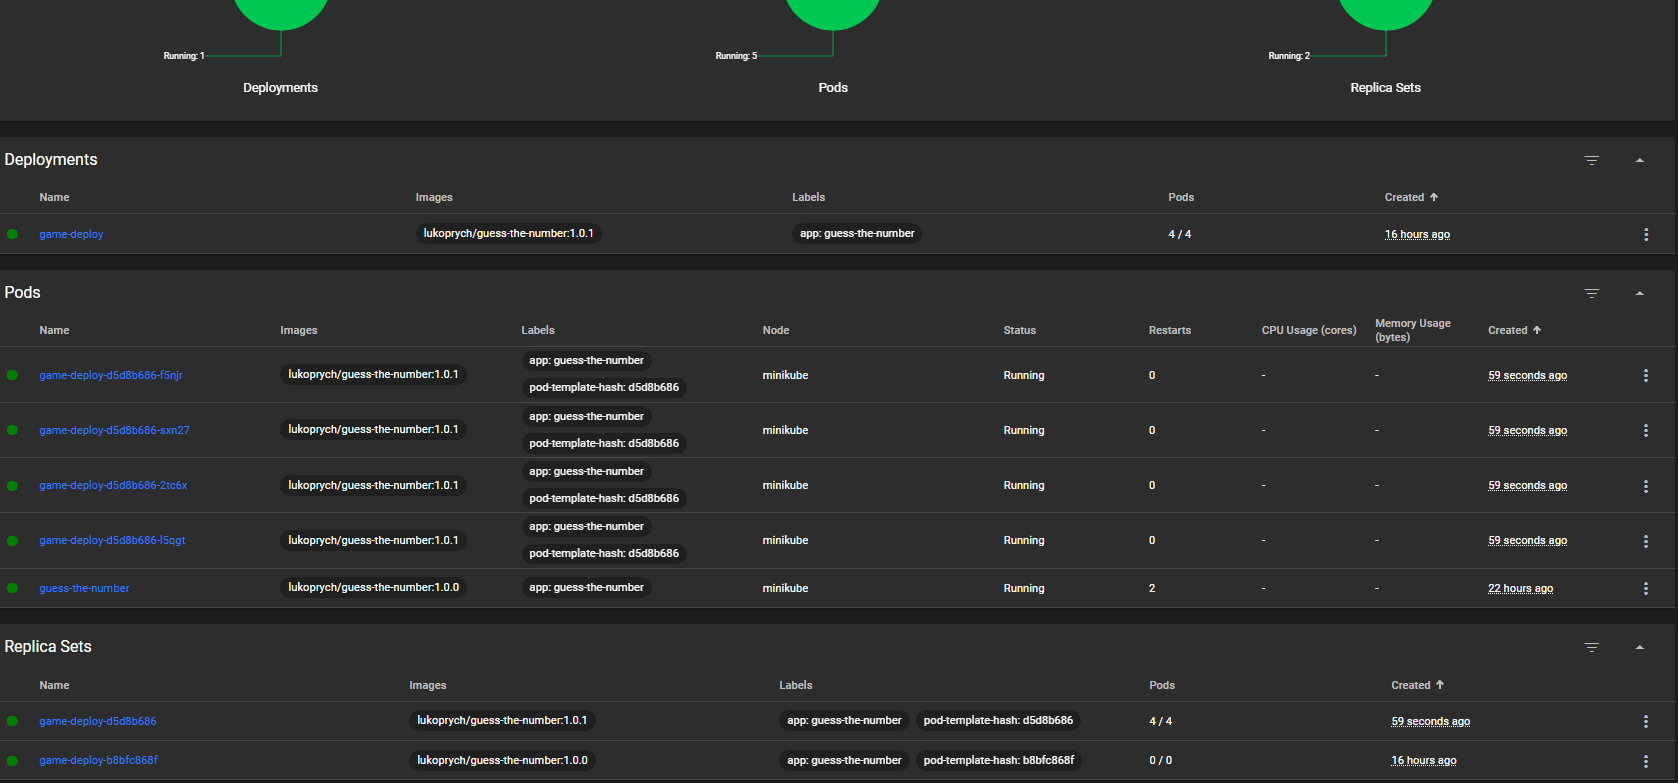 Running: 1 Running: 5 Running: 2
Deployments Pods Replica Sets
Deployments
Name Images Labels Pods Created
game-deploy lukoprych/guess-the-number:1.0.1 app: guess-the-number 4 / 4 16 hours ago
Pods
Name Images Labels Node Status Restarts CPU Usage (cores) Memory Usage (bytes) Created
game-deploy-d5d8b686-f5njr lukoprych/guess-the-number:1.0.1 app: guess-the-number pod-template-hash: d5d8b686 minikube Running 0 - - 59 seconds ago
game-deploy-d5d8b686-sxn27 lukoprych/guess-the-number:1.0.1 app: guess-the-number pod-template-hash: d5d8b686 minikube Running 0 - - 59 seconds ago
game-deploy-d5d8b686-2tc6x lukoprych/guess-the-number:1.0.1 app: guess-the-number pod-template-hash: d5d8b686 minikube Running 0 - - 59 seconds ago
game-deploy-d5d8b686-l5qgt lukoprych/guess-the-number:1.0.1 app: guess-the-number pod-template-hash: d5d8b686 minikube Running 0 - - 59 seconds ago
guess-the-number lukoprych/guess-the-number:1.0.0 app: guess-the-number minikube Running 2 - - 22 hours ago
Replica Sets
Name Images Labels Pods Created
game-deploy-d5d8b686 lukoprych/guess-the-number:1.0.1 app: guess-the-number pod-template-hash: d5d8b686 4 / 4 59 seconds ago
game-deploy-b8bfc868f lukoprych/guess-the-number:1.0.0 app: guess-the-number pod-template-hash: b8bfc868f 0 / 0 16 hours ago